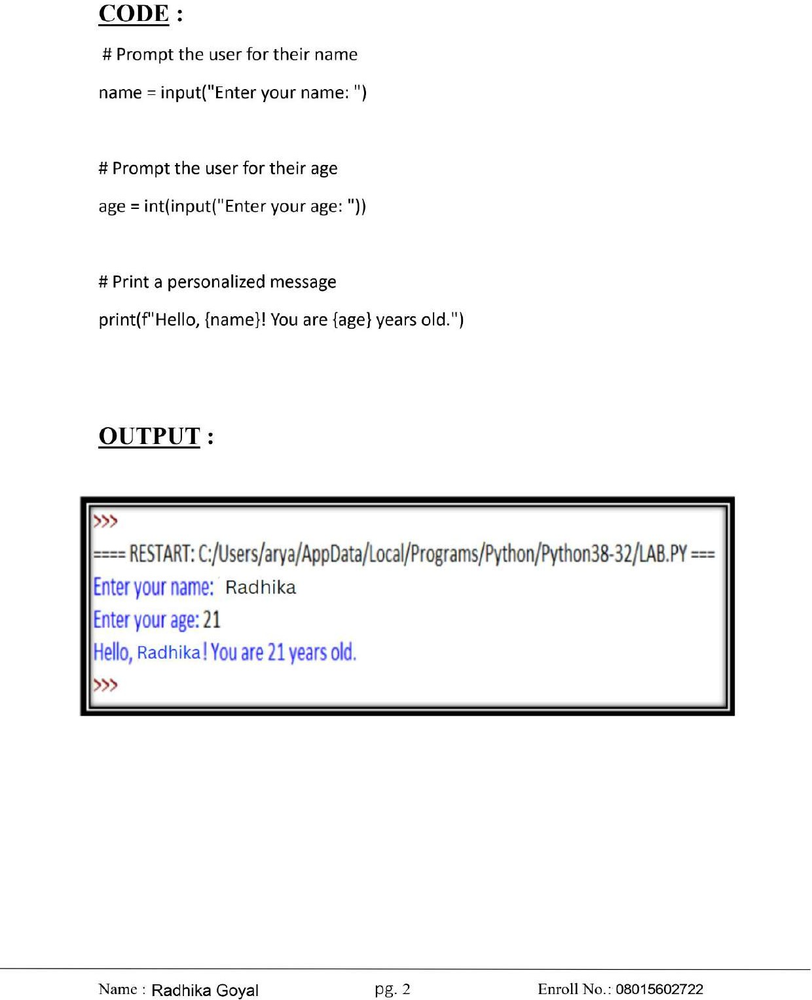 CODE :
# Prompt the user for their name
name = input("Enter your name: ")
# Prompt the user for their age
age = int(input("Enter your age: "))
# Print a personalized message
print(f"Hello, {name}! You are {age} years old.")
OUTPUT :
>>>
==== RESTART: C:/Users/arya/AppData/Local/Programs/Python/Python38-32/LAB.PY ===
Enter your name: Radhika
Enter your age: 21
Hello, Radhika! You are 21 years old.
>>>
Name : Radhika Goyal pg. 2 Enroll No.: 08015602722